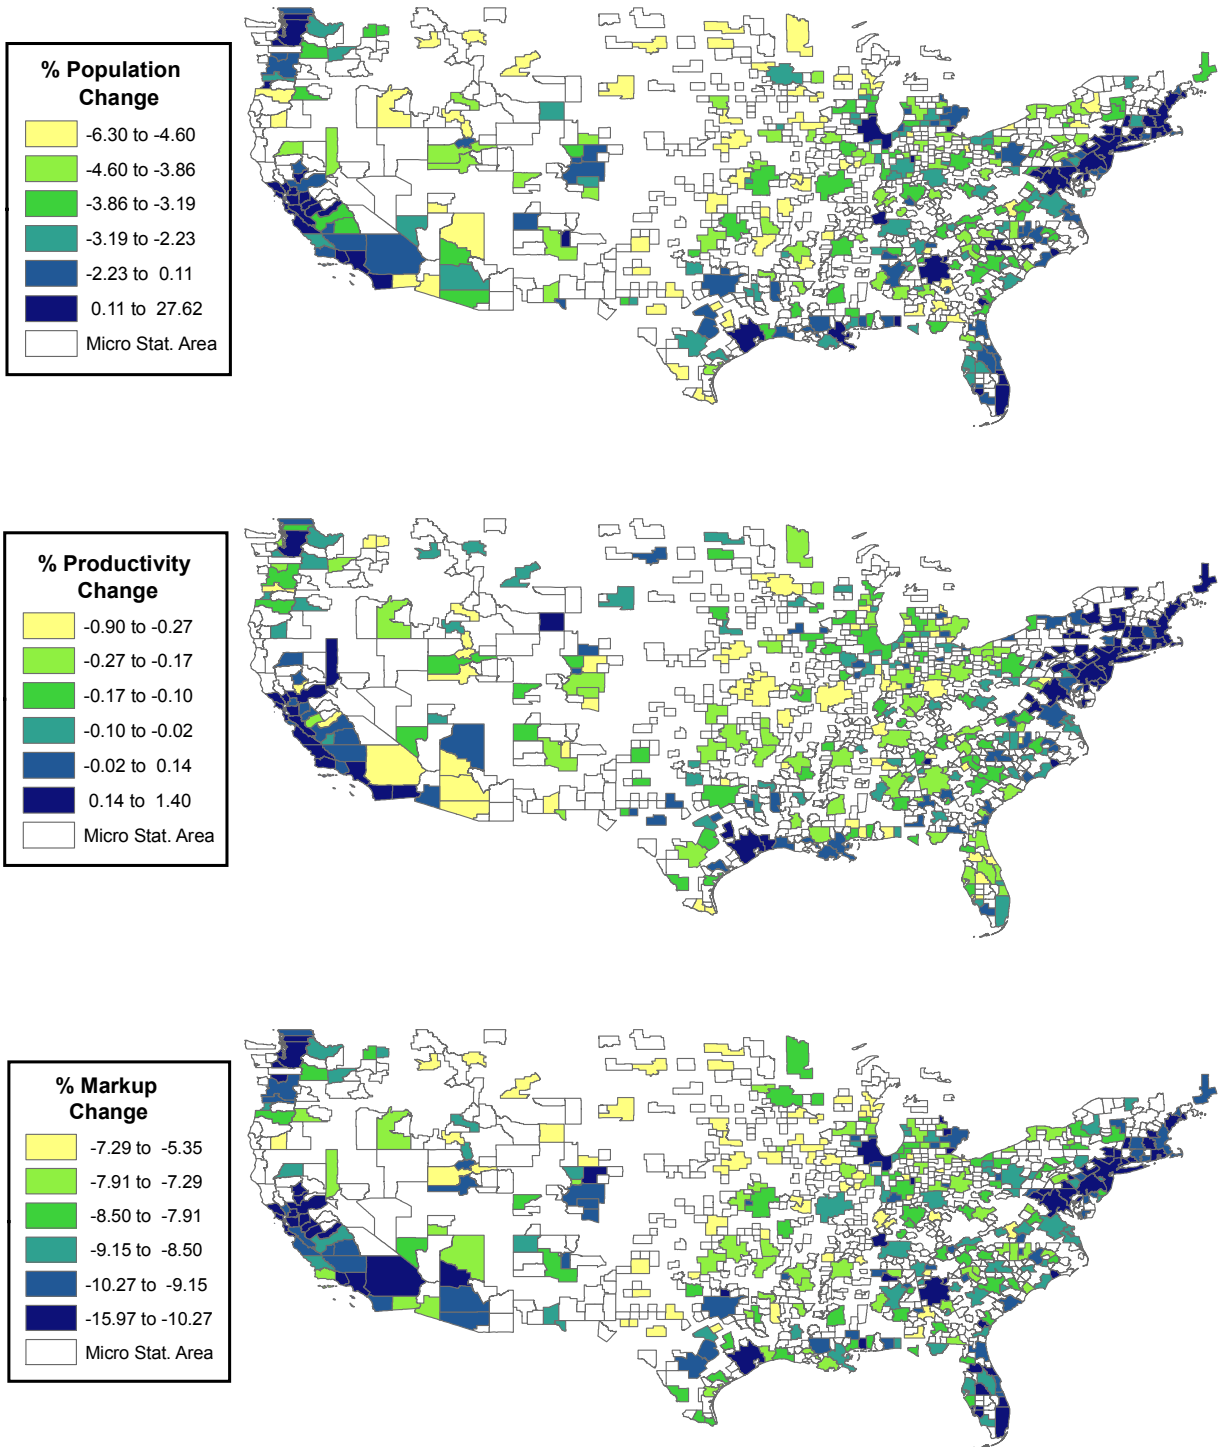 % Population
Change
-6.30 to -4.60
-4.60 to -3.86
-3.86 to -3.19
-3.19 to -2.23
-2.23 to 0.11
0.11 to 27.62
Micro Stat. Area
% Productivity
Change
-0.90 to -0.27
-0.27 to -0.17
-0.17 to -0.10
-0.10 to -0.02
-0.02 to 0.14
0.14 to 1.40
Micro Stat. Area
% Markup
Change
-7.29 to -5.35
-7.91 to -7.29
-8.50 to -7.91
-9.15 to -8.50
-10.27 to -9.15
-15.97 to -10.27
Micro Stat. Area